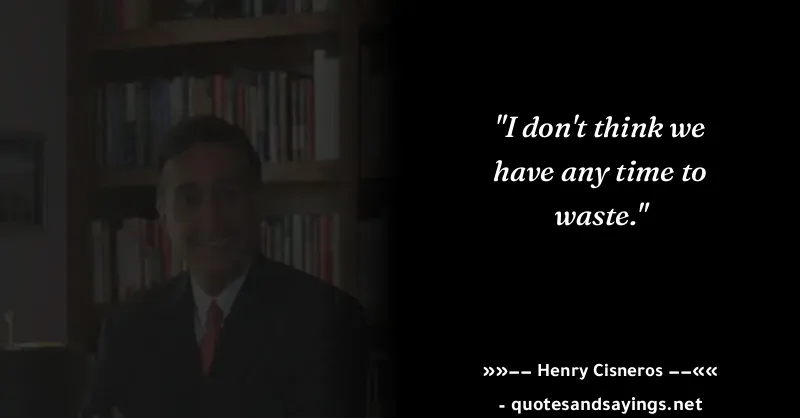 "I don't think we
have any time to
waste."
»»−− Henry Cisneros −−««
- quotesandsayings.net